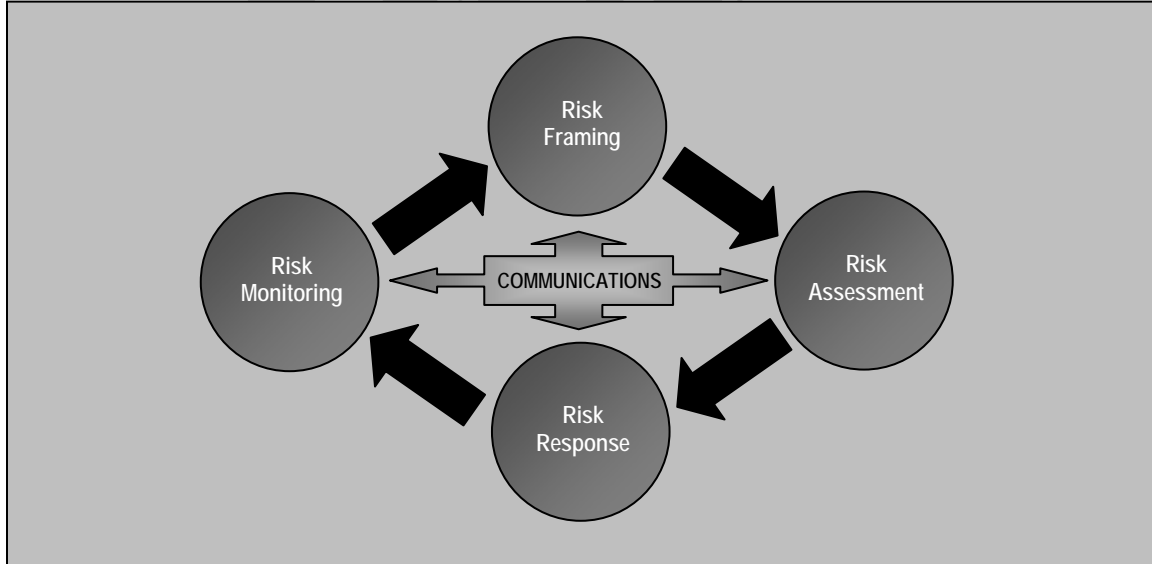 Risk
Framing
Risk
Monitoring
COMMUNICATIONS
Risk
Assessment
Risk
Response